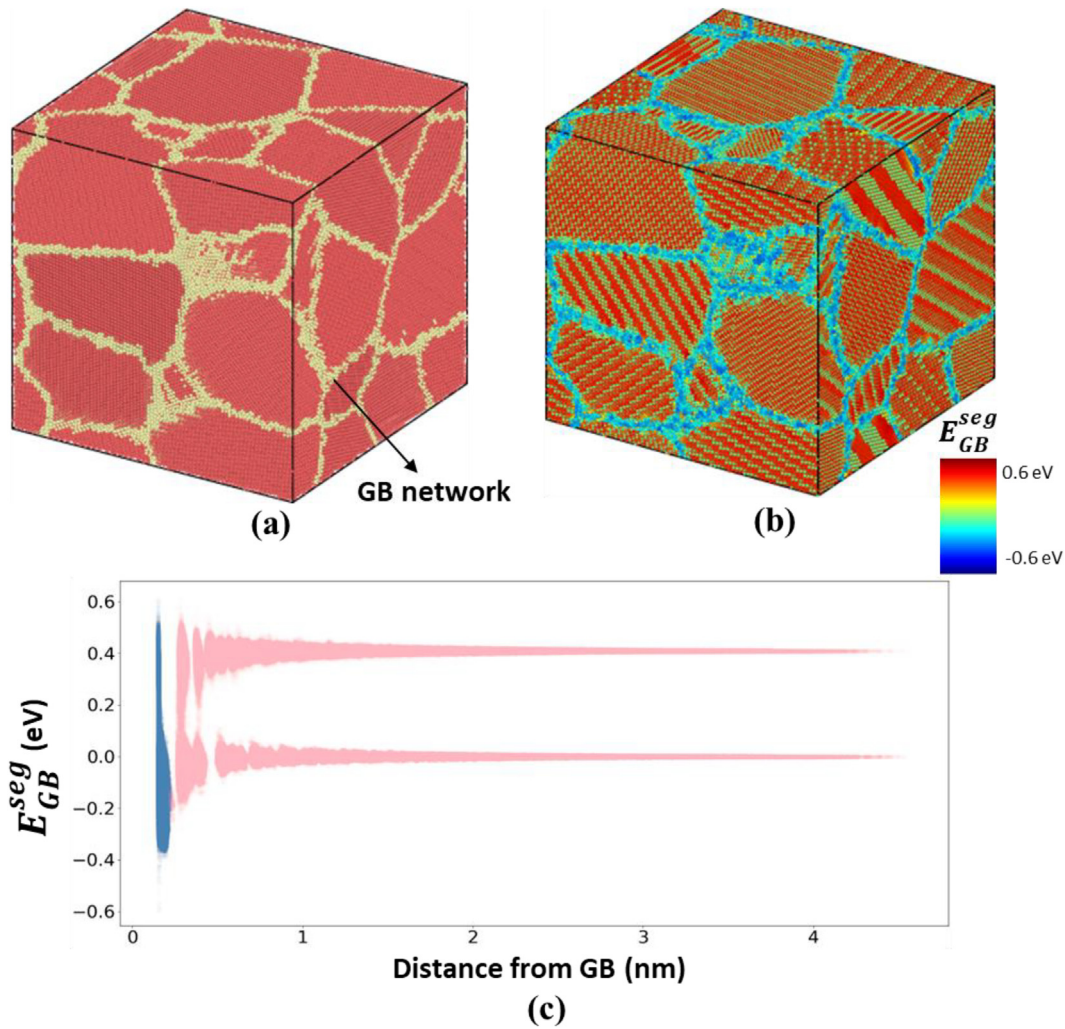 GB network
(a)
(b)
E_GB^seg
0.6 eV
-0.6 eV
0.6
0.4
0.2
0.0
−0.2
−0.4
−0.6
E_GB^seg (eV)
0 1 2 3 4
Distance from GB (nm)
(c)